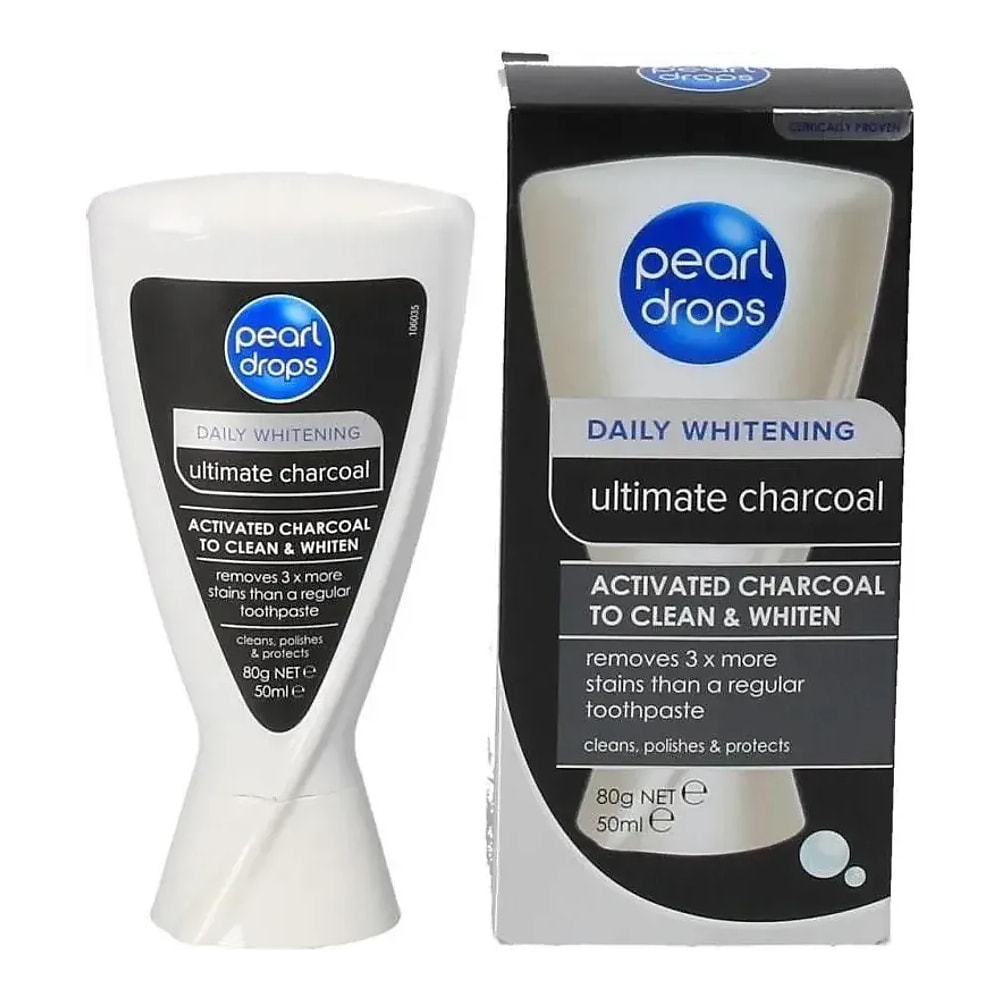 pearl
drops
106035
DAILY WHITENING
ultimate charcoal
ACTIVATED CHARCOAL
TO CLEAN & WHITEN
removes 3 x more
stains than a regular
toothpaste
cleans, polishes
& protects
80g NET ℮
50ml ℮
pearl
drops
CLINICALLY PROVEN
pearl
drops
DAILY WHITENING
ultimate charcoal
ACTIVATED CHARCOAL
TO CLEAN & WHITEN
removes 3 x more
stains than a regular
toothpaste
cleans, polishes & protects
80g NET ℮
50ml ℮